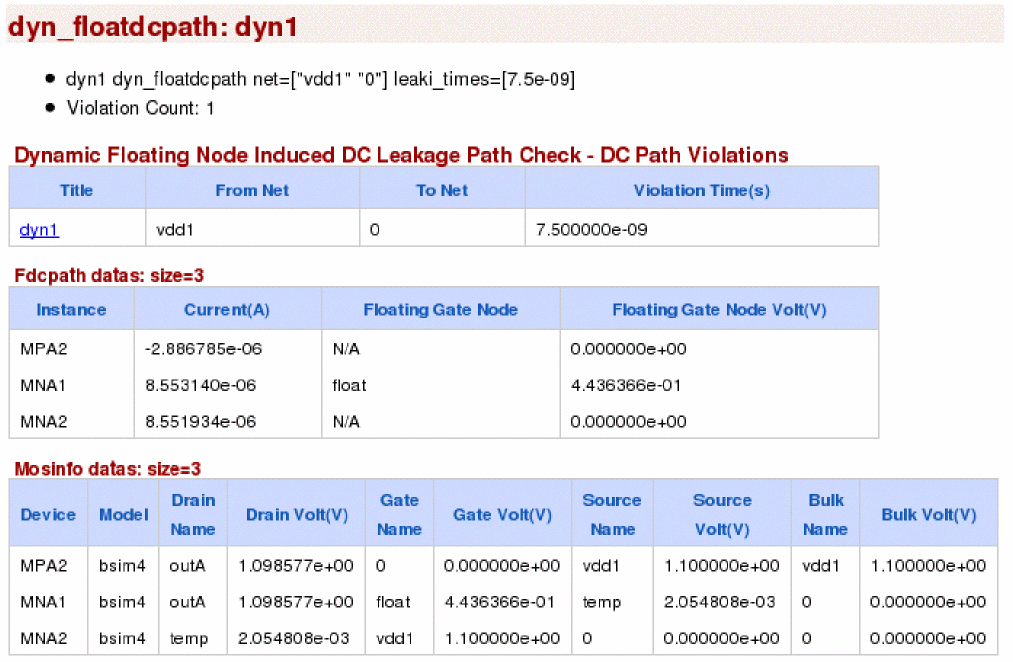 dyn_floatdcpath: dyn1
● dyn1 dyn_floatdcpath net=["vdd1" "0"] leaki_times=[7.5e-09]
● Violation Count: 1
Dynamic Floating Node Induced DC Leakage Path Check - DC Path Violations
Title From Net To Net Violation Time(s)
dyn1 vdd1 0 7.500000e-09
Fdcpath datas: size=3
Instance Current(A) Floating Gate Node Floating Gate Node Volt(V)
MPA2 -2.886785e-06 N/A 0.000000e+00
MNA1 8.553140e-06 float 4.436366e-01
MNA2 8.551934e-06 N/A 0.000000e+00
Mosinfo datas: size=3
Device Model Drain Name Drain Volt(V) Gate Name Gate Volt(V) Source Name Source Volt(V) Bulk Name Bulk Volt(V)
MPA2 bsim4 outA 1.098577e+00 0 0.000000e+00 vdd1 1.100000e+00 vdd1 1.100000e+00
MNA1 bsim4 outA 1.098577e+00 float 4.436366e-01 temp 2.054808e-03 0 0.000000e+00
MNA2 bsim4 temp 2.054808e-03 vdd1 1.100000e+00 0 0.000000e+00 0 0.000000e+00